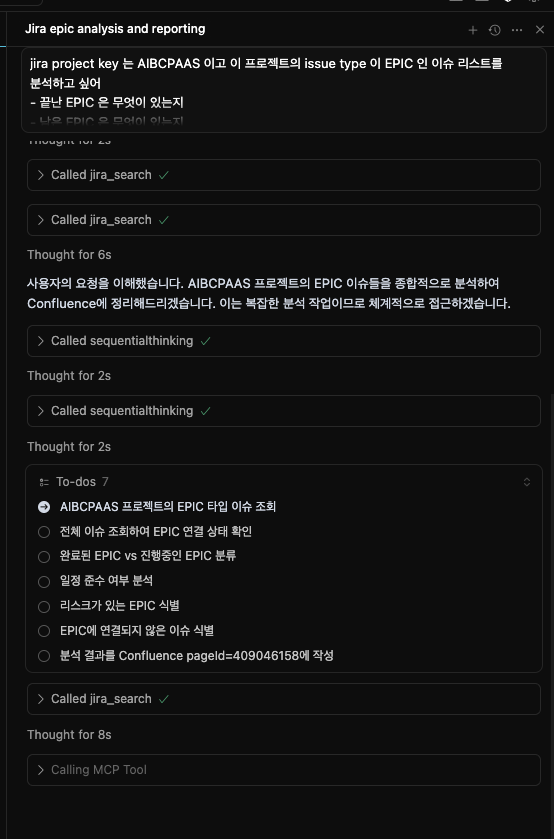 Jira epic analysis and reporting
jira project key 는 AIBCPAAS 이고 이 프로젝트의 issue type 이 EPIC 인 이슈 리스트를
분석하고 싶어
- 끝난 EPIC 은 무엇이 있는지
- 남은 EPIC 은 무엇이 있는지
Thought for 2s
Called jira_search
Called jira_search
Thought for 6s
사용자의 요청을 이해했습니다. AIBCPAAS 프로젝트의 EPIC 이슈들을 종합적으로 분석하여
Confluence에 정리해드리겠습니다. 이는 복잡한 분석 작업이므로 체계적으로 접근하겠습니다.
Called sequentialthinking
Thought for 2s
Called sequentialthinking
Thought for 2s
To-dos 7
AIBCPAAS 프로젝트의 EPIC 타입 이슈 조회
전체 이슈 조회하여 EPIC 연결 상태 확인
완료된 EPIC vs 진행중인 EPIC 분류
일정 준수 여부 분석
리스크가 있는 EPIC 식별
EPIC에 연결되지 않은 이슈 식별
분석 결과를 Confluence pageId=409046158에 작성
Called jira_search
Thought for 8s
Calling MCP Tool